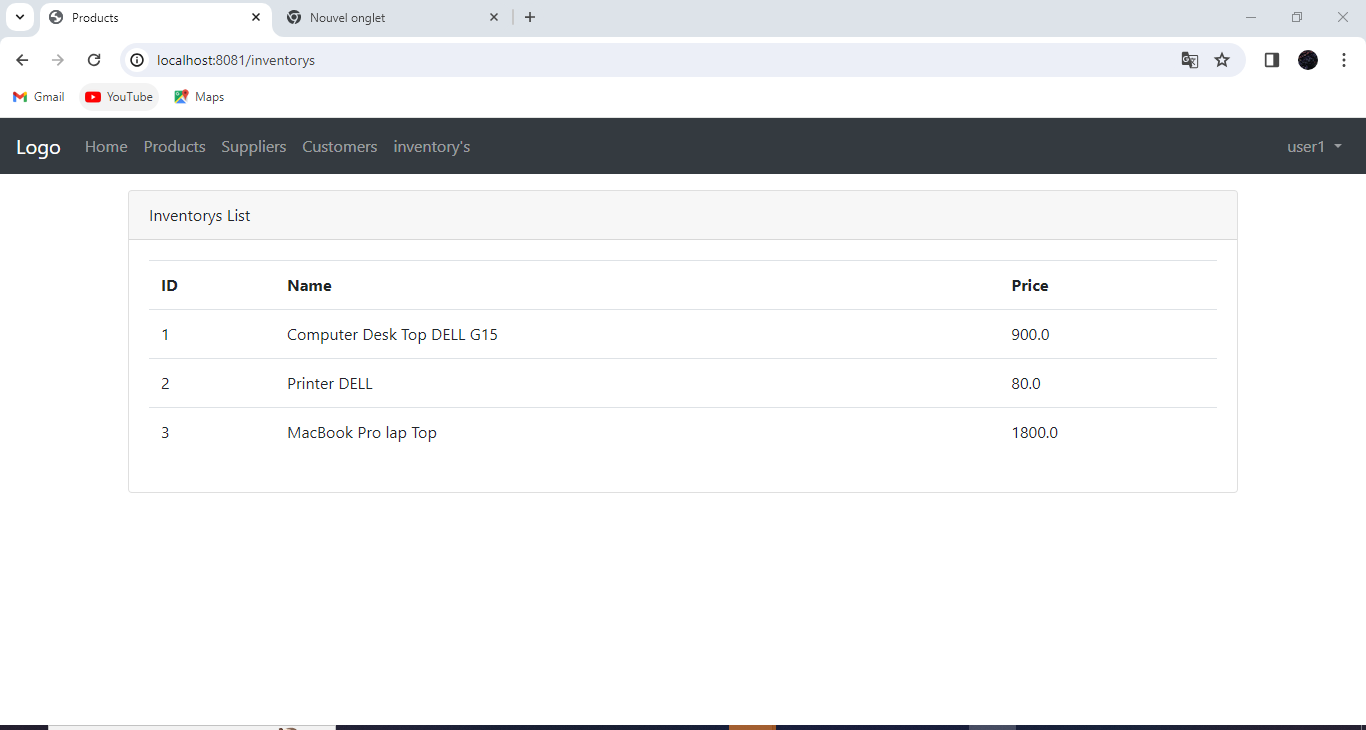 Products
Nouvel onglet
localhost:8081/inventorys
Gmail YouTube Maps
Logo Home Products Suppliers Customers inventory's user1
Inventorys List
ID Name Price
1 Computer Desk Top DELL G15 900.0
2 Printer DELL 80.0
3 MacBook Pro lap Top 1800.0